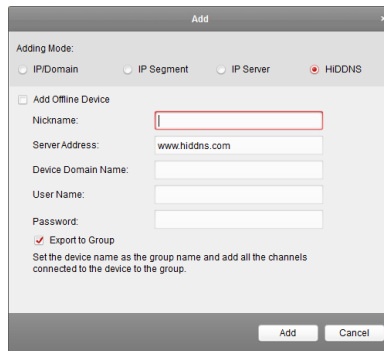 Add
Adding Mode:
IP/Domain IP Segment IP Server HiDDNS
Add Offline Device
Nickname:
Server Address: www.hiddns.com
Device Domain Name:
User Name:
Password:
Export to Group
Set the device name as the group name and add all the channels
connected to the device to the group.
Add Cancel